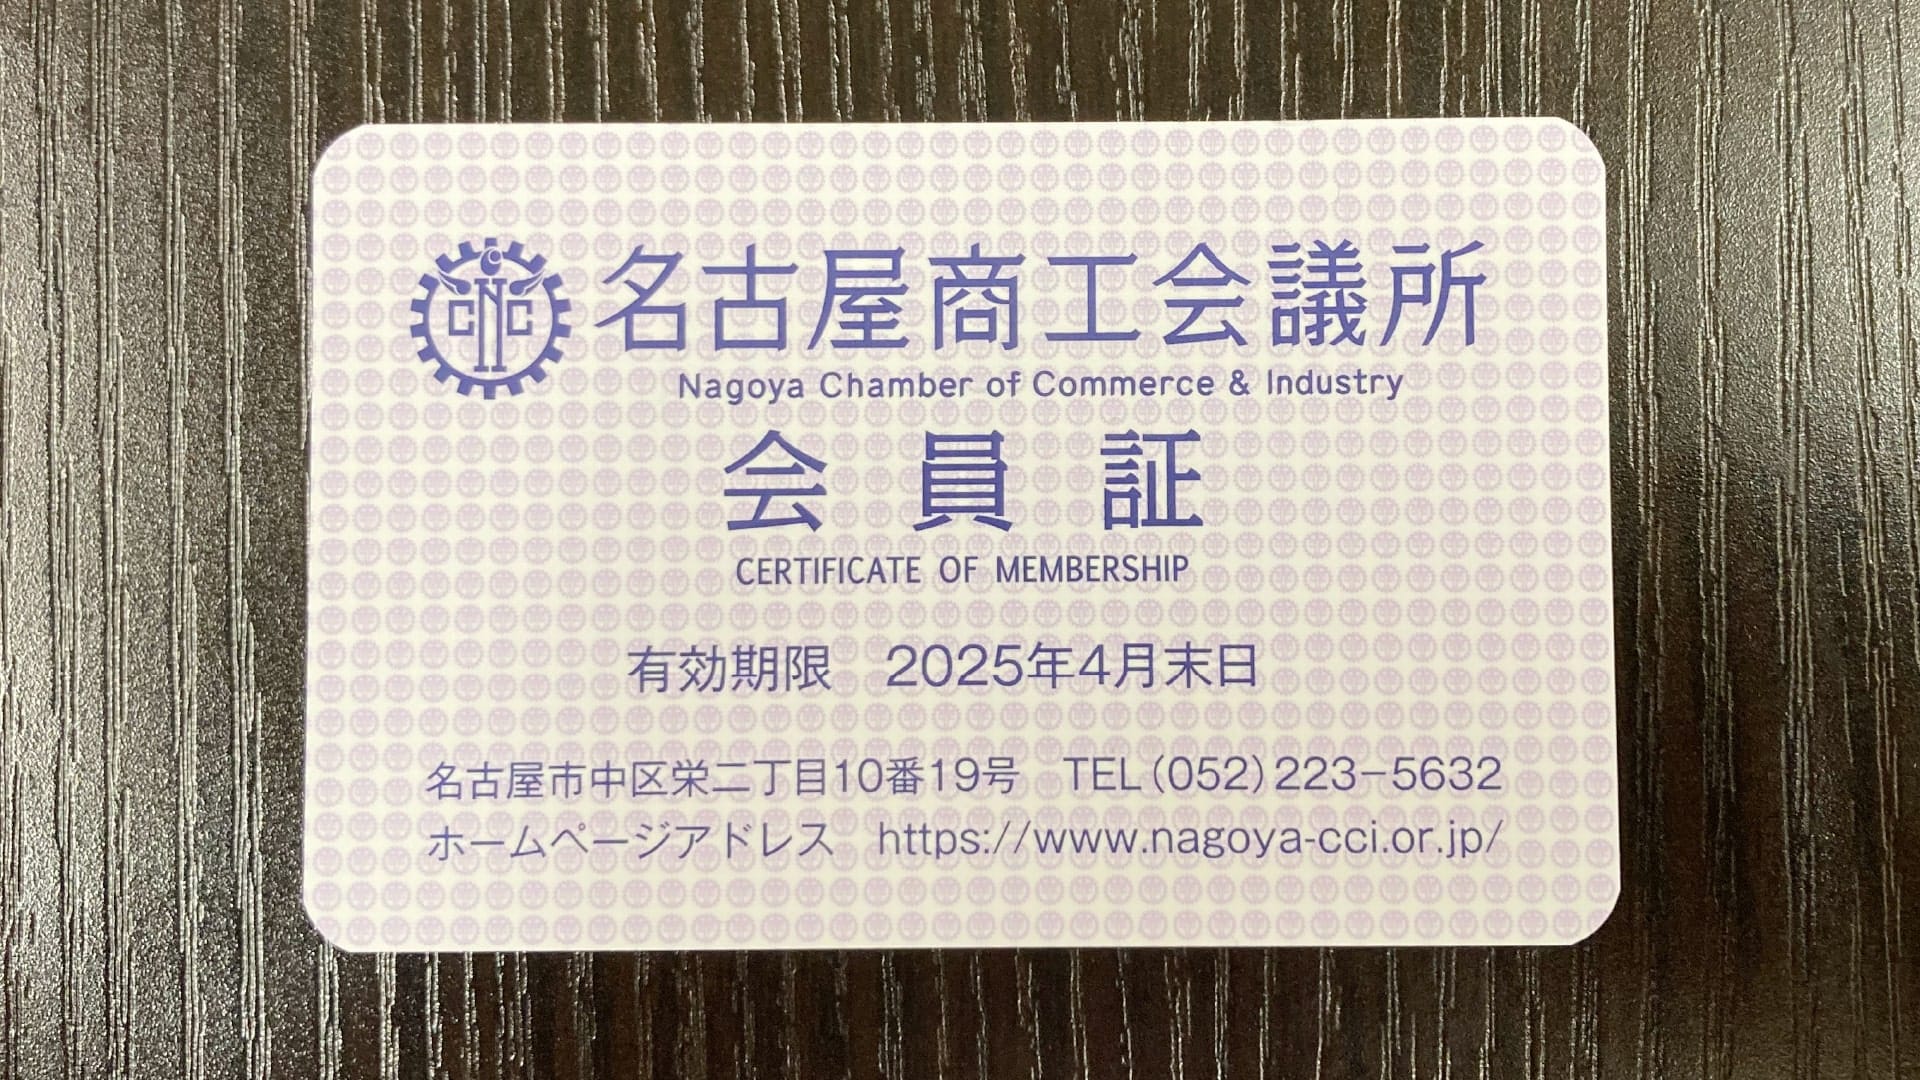 CNC 名古屋商工会議所
Nagoya Chamber of Commerce & Industry
会員証
CERTIFICATE OF MEMBERSHIP
有効期限　2025年4月末日
名古屋市中区栄二丁目10番19号　TEL(052)223-5632
ホームページアドレス　https://www.nagoya-cci.or.jp/